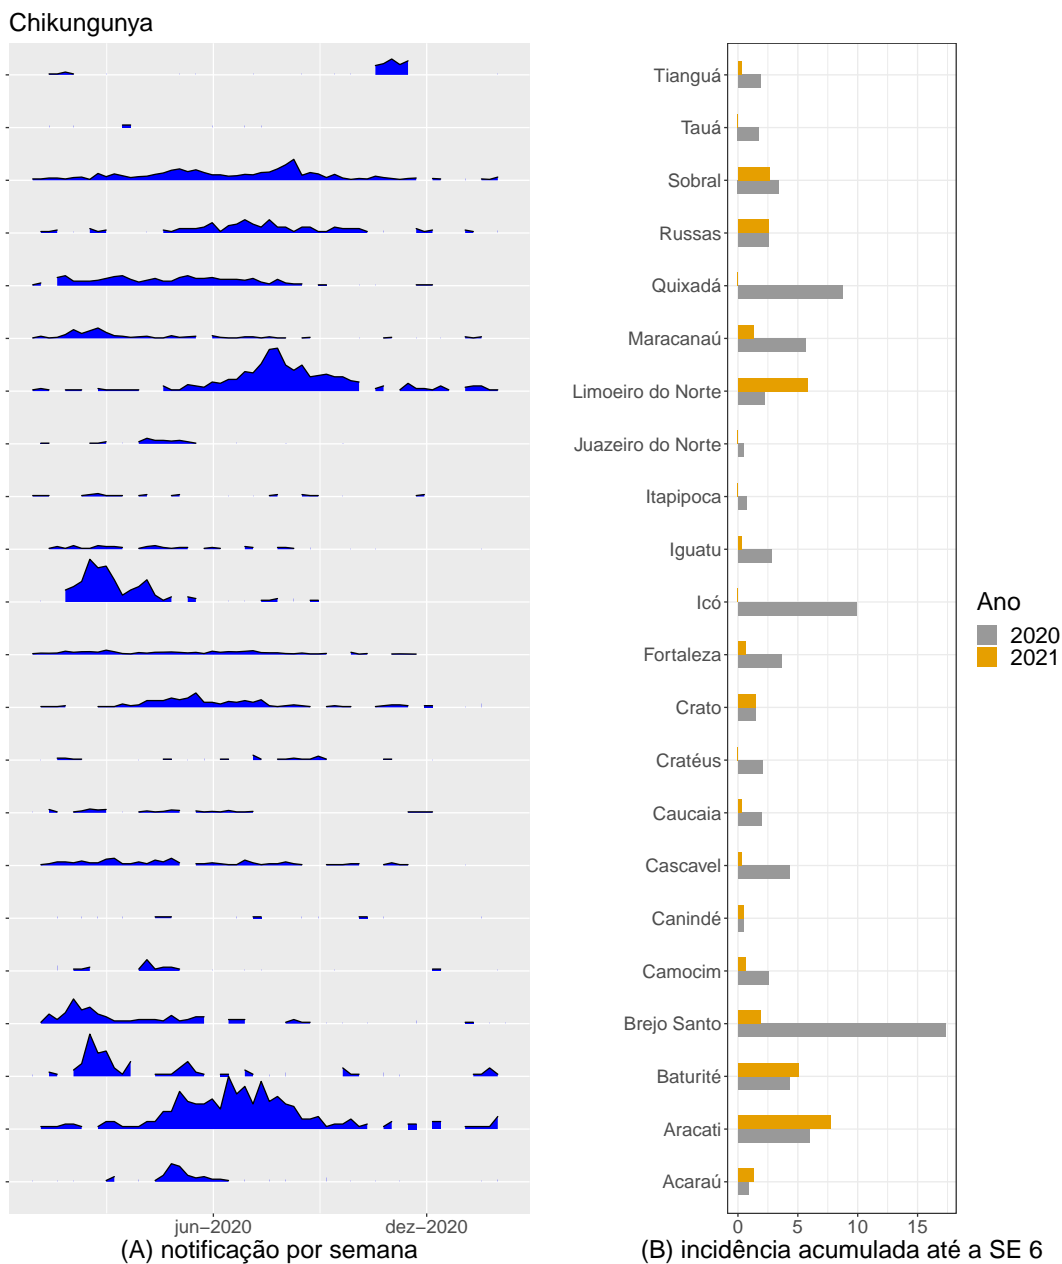 Chikungunya
Tianguá
Tauá
Sobral
Russas
Quixadá
Maracanaú
Limoeiro do Norte
Juazeiro do Norte
Itapipoca
Iguatu
Icó
Fortaleza
Crato
Cratéus
Caucaia
Cascavel
Canindé
Camocim
Brejo Santo
Baturité
Aracati
Acaraú
Ano
2020
2021
jun−2020 dez−2020
0 5 10 15
(A) notificação por semana
(B) incidência acumulada até a SE 6